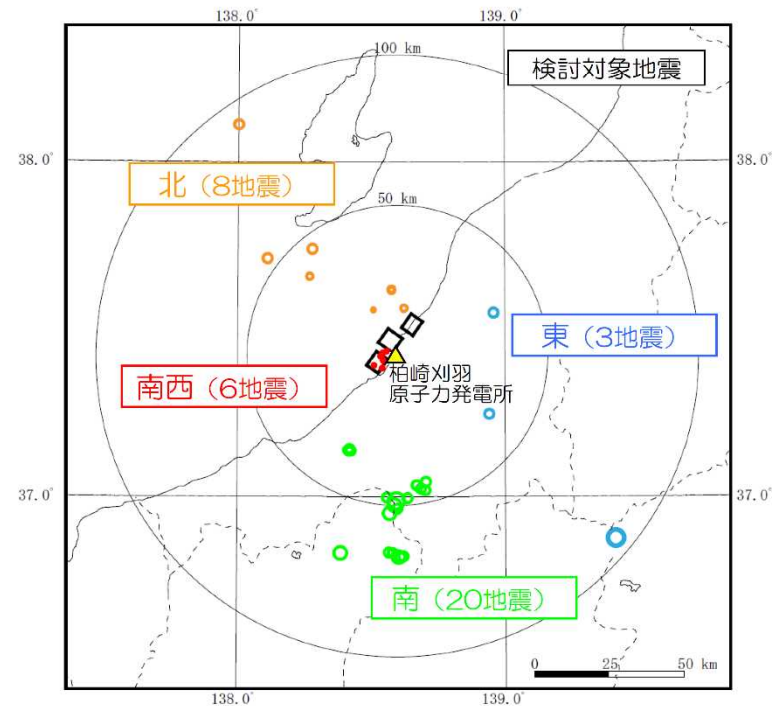 138.0°
139.0°
100 km
検討対象地震
38.0°
38.0°
北（8地震）
50 km
東（3地震）
南西（6地震）
柏崎刈羽
原子力発電所
37.0°
37.0°
南（20地震）
0 25 50 km
138.0°
139.0°